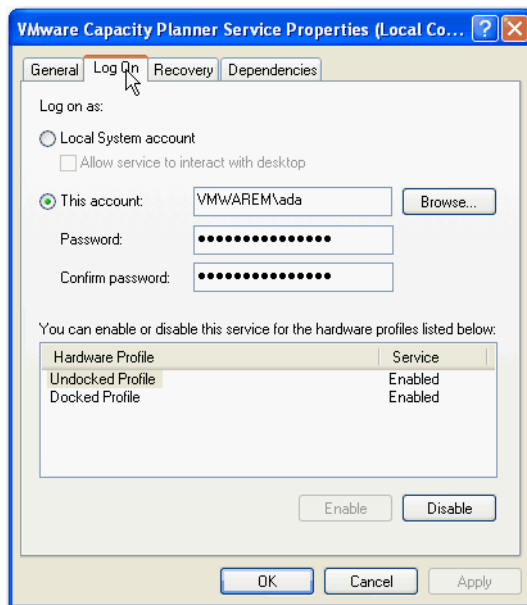 VMware Capacity Planner Service Properties (Local Co...
General Log On Recovery Dependencies
Log on as:
Local System account
Allow service to interact with desktop
This account: VMWAREM\ada Browse...
Password: •••••••••••••••
Confirm password: •••••••••••••••
You can enable or disable this service for the hardware profiles listed below:
Hardware Profile Service
Undocked Profile Enabled
Docked Profile Enabled
Enable Disable
OK Cancel Apply